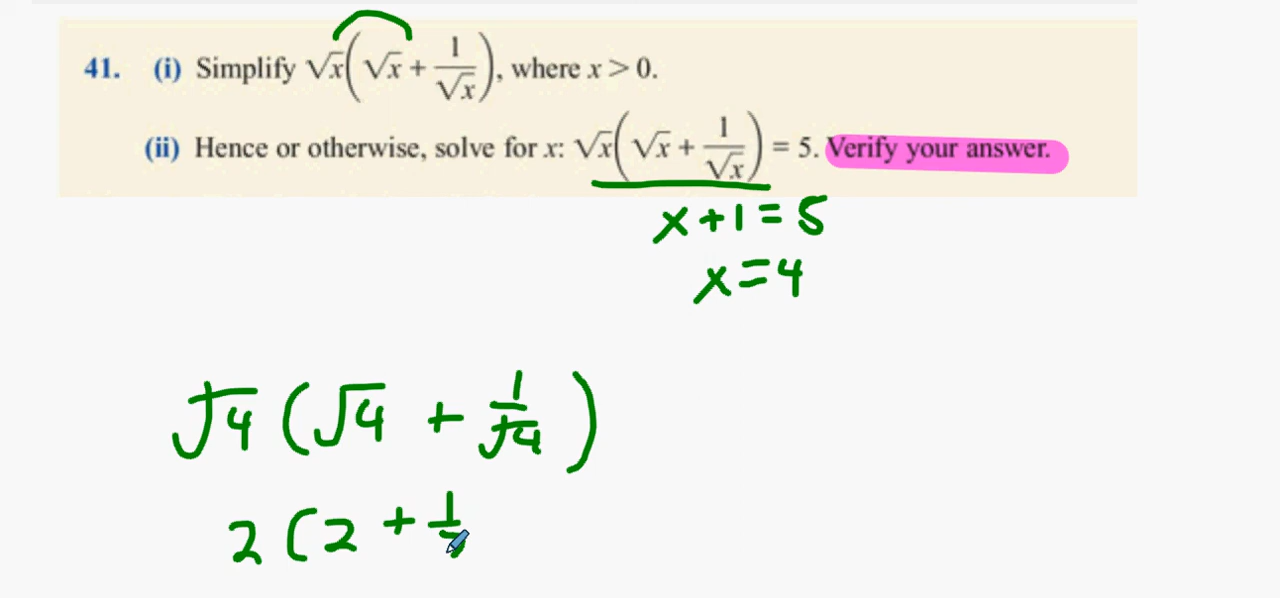 41. (i) Simplify √x(√x + 1/√x), where x > 0.
(ii) Hence or otherwise, solve for x: √x(√x + 1/√x) = 5. Verify your answer.
x + 1 = 5
x = 4
√4 (√4 + 1/√4)
2 (2 + 1/